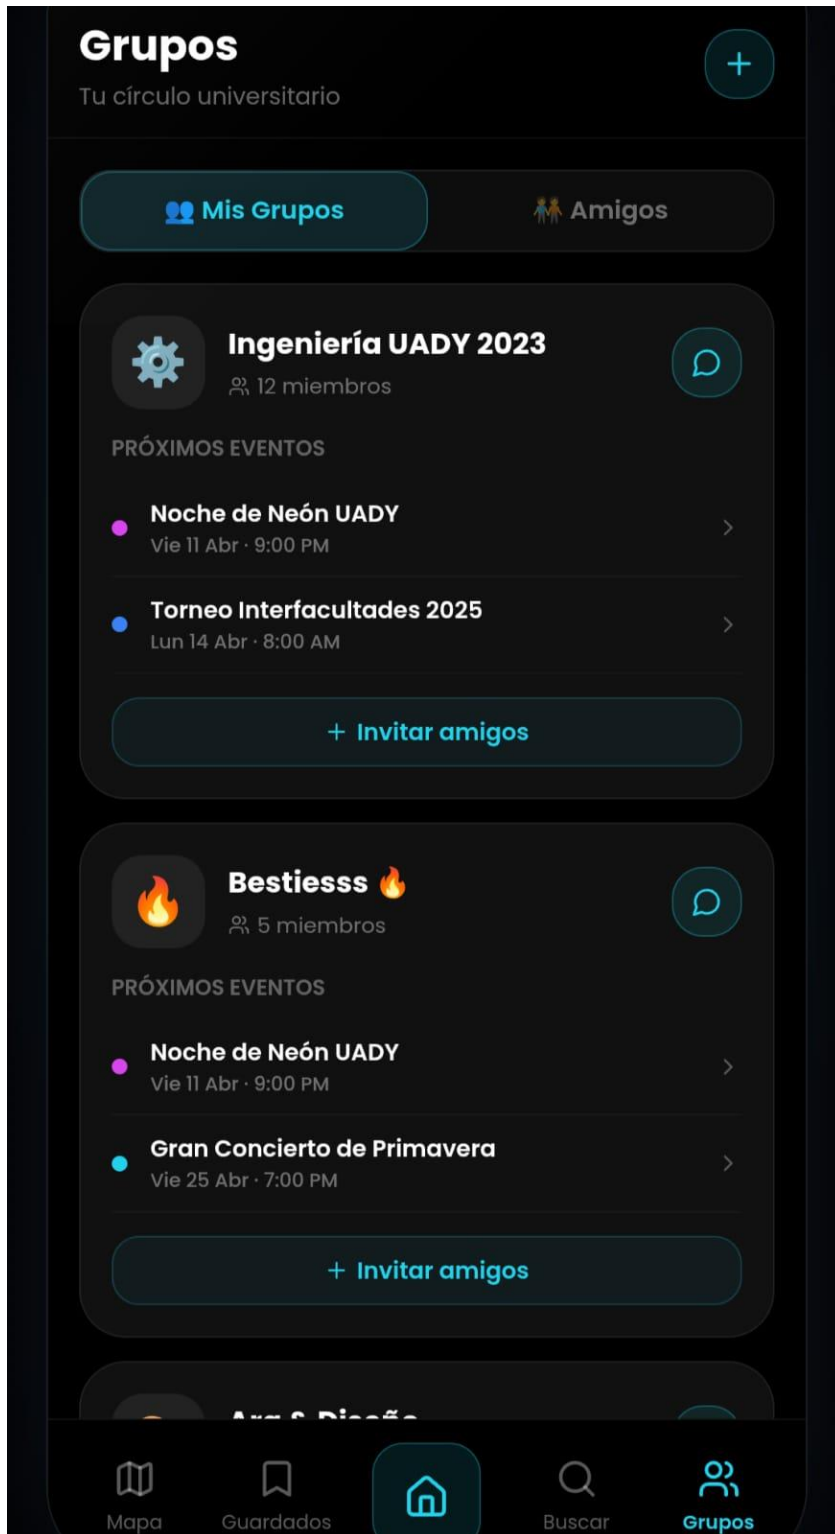 Grupos
Tu círculo universitario
Mis Grupos
Amigos
Ingeniería UADY 2023
12 miembros
PRÓXIMOS EVENTOS
Noche de Neón UADY
Vie 11 Abr · 9:00 PM
Torneo Interfacultades 2025
Lun 14 Abr · 8:00 AM
+ Invitar amigos
Bestiesss 🔥
5 miembros
PRÓXIMOS EVENTOS
Noche de Neón UADY
Vie 11 Abr · 9:00 PM
Gran Concierto de Primavera
Vie 25 Abr · 7:00 PM
+ Invitar amigos
Arq & Diseño
Mapa
Guardados
Buscar
Grupos